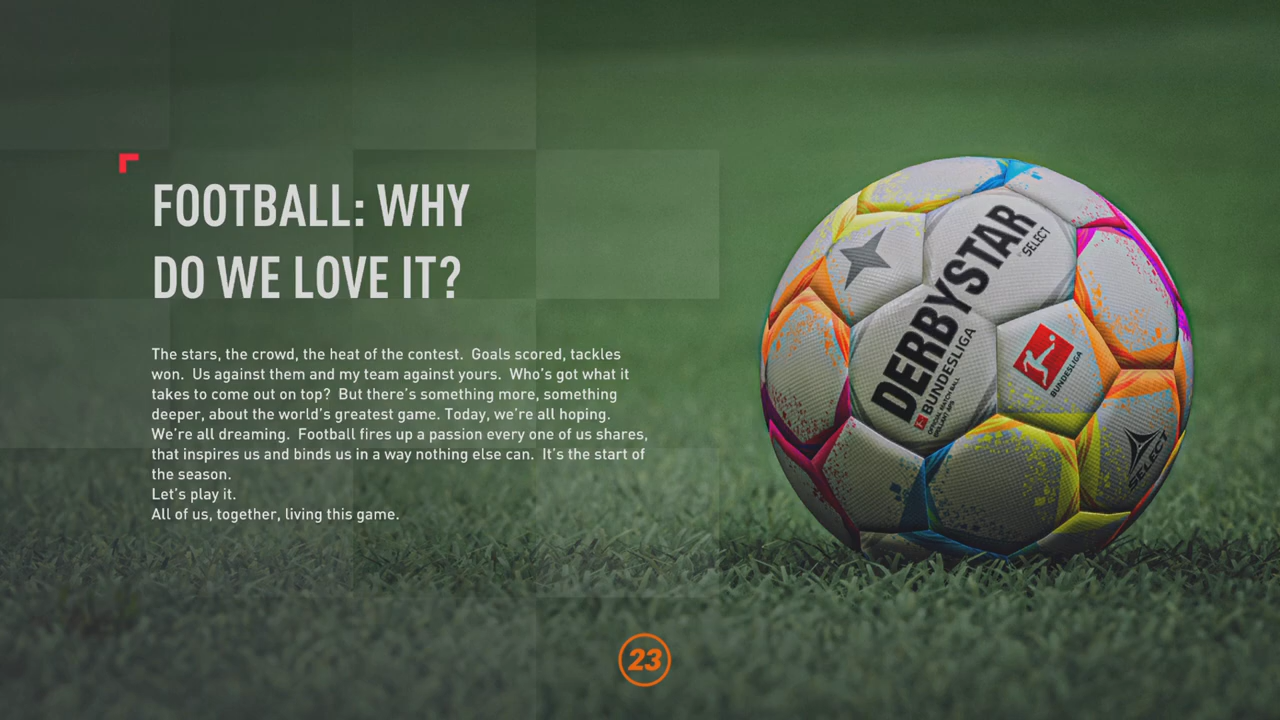 FOOTBALL: WHY
DO WE LOVE IT?
The stars, the crowd, the heat of the contest.  Goals scored, tackles
won.  Us against them and my team against yours.  Who's got what it
takes to come out on top?  But there's something more, something
deeper, about the world's greatest game. Today, we're all hoping.
We're all dreaming.  Football fires up a passion every one of us shares,
that inspires us and binds us in a way nothing else can.  It's the start of
the season.
Let's play it.
All of us, together, living this game.
DERBYSTAR
SELECT
BUNDESLIGA
OFFICIAL MATCH BALL
BRILLANT APS
BUNDESLIGA
SELECT
23